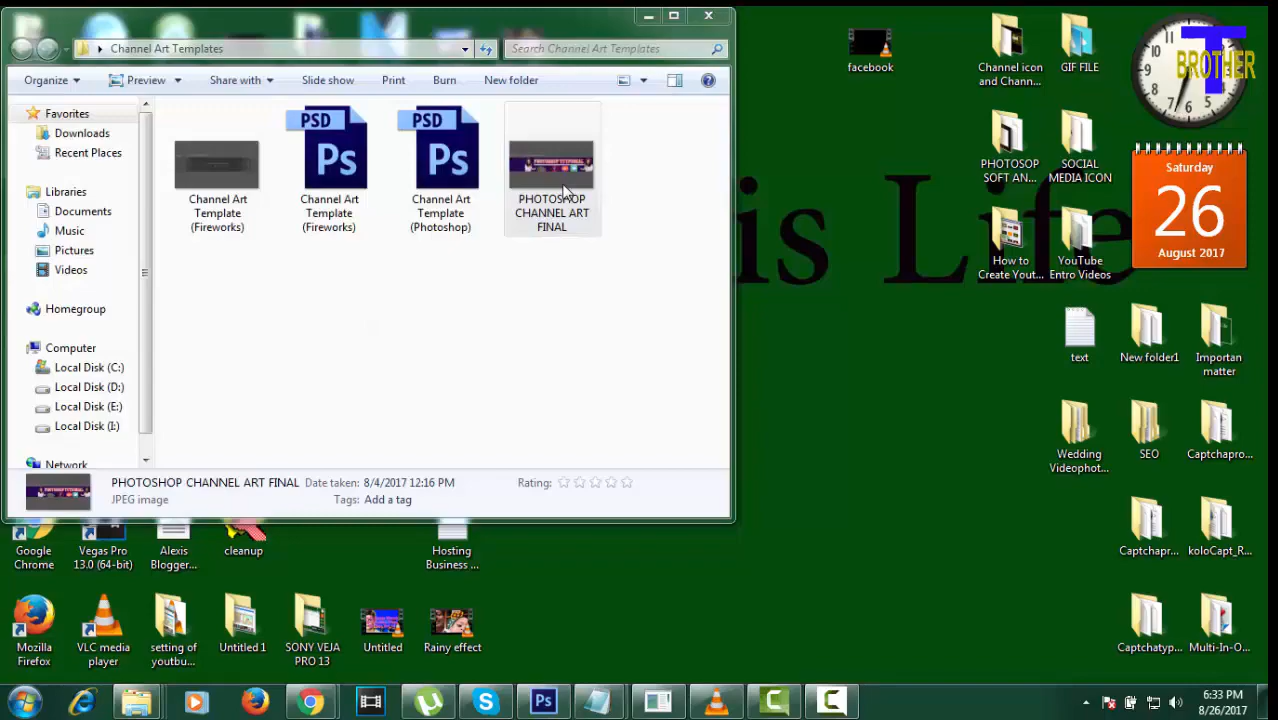 Channel Art Templates
Search Channel Art Templates
Organize
Preview
Share with
Slide show
Print
Burn
New folder
Favorites
Downloads
Recent Places
Libraries
Documents
Music
Pictures
Videos
Homegroup
Computer
Local Disk (C:)
Local Disk (D:)
Local Disk (E:)
Local Disk (I:)
Network
Channel Art
Template
(Fireworks)
PSD
Ps
Channel Art
Template
(Fireworks)
PSD
Ps
Channel Art
Template
(Photoshop)
PHOTOSHOP
CHANNEL ART
FINAL
PHOTOSHOP CHANNEL ART FINAL
Date taken: 8/4/2017 12:16 PM
Rating:
JPEG image
Tags: Add a tag
is Life
facebook
Channel icon
and Chann...
GIF FILE
PHOTOSOP
SOFT AN...
SOCIAL
MEDIA ICON
How to
Create Yout...
YouTube
Entro Videos
T
BROTHER
11
1
5
6
7
Saturday
26
August 2017
text
New folder1
Importan
matter
Wedding
Videophot...
SEO
Captchapro...
Captchapr...
koloCapt_R...
Captchatyp...
Multi-In-O...
Google
Chrome
Vegas Pro
13.0 (64-bit)
Alexis
Blogger...
cleanup
Hosting
Business ...
Mozilla
Firefox
VLC media
player
setting of
youtbu...
Untitled 1
SONY VEJA
PRO 13
Untitled
Rainy effect
Ps
6:33 PM
8/26/2017